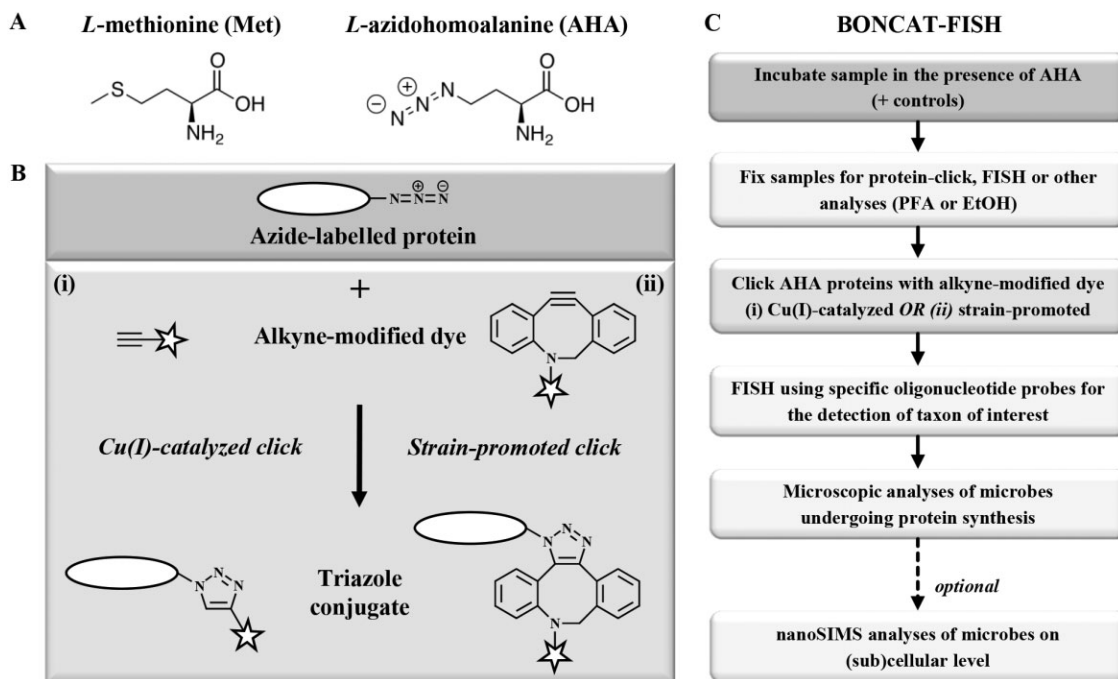 A
L-methionine (Met)
L-azidohomoalanine (AHA)
S
O
OH
NH₂
⊖
N
⊕
N
N
O
OH
NH₂
B
N=N=N
⊕ ⊖
Azide-labelled protein
(i)
+
(ii)
Alkyne-modified dye
N
Cu(I)-catalyzed click
Strain-promoted click
N
N
N
Triazole
conjugate
N
N
N
N
C
BONCAT-FISH
Incubate sample in the presence of AHA
(+ controls)
Fix samples for protein-click, FISH or other
analyses (PFA or EtOH)
Click AHA proteins with alkyne-modified dye
(i) Cu(I)-catalyzed OR (ii) strain-promoted
FISH using specific oligonucleotide probes for
the detection of taxon of interest
Microscopic analyses of microbes
undergoing protein synthesis
optional
nanoSIMS analyses of microbes on
(sub)cellular level